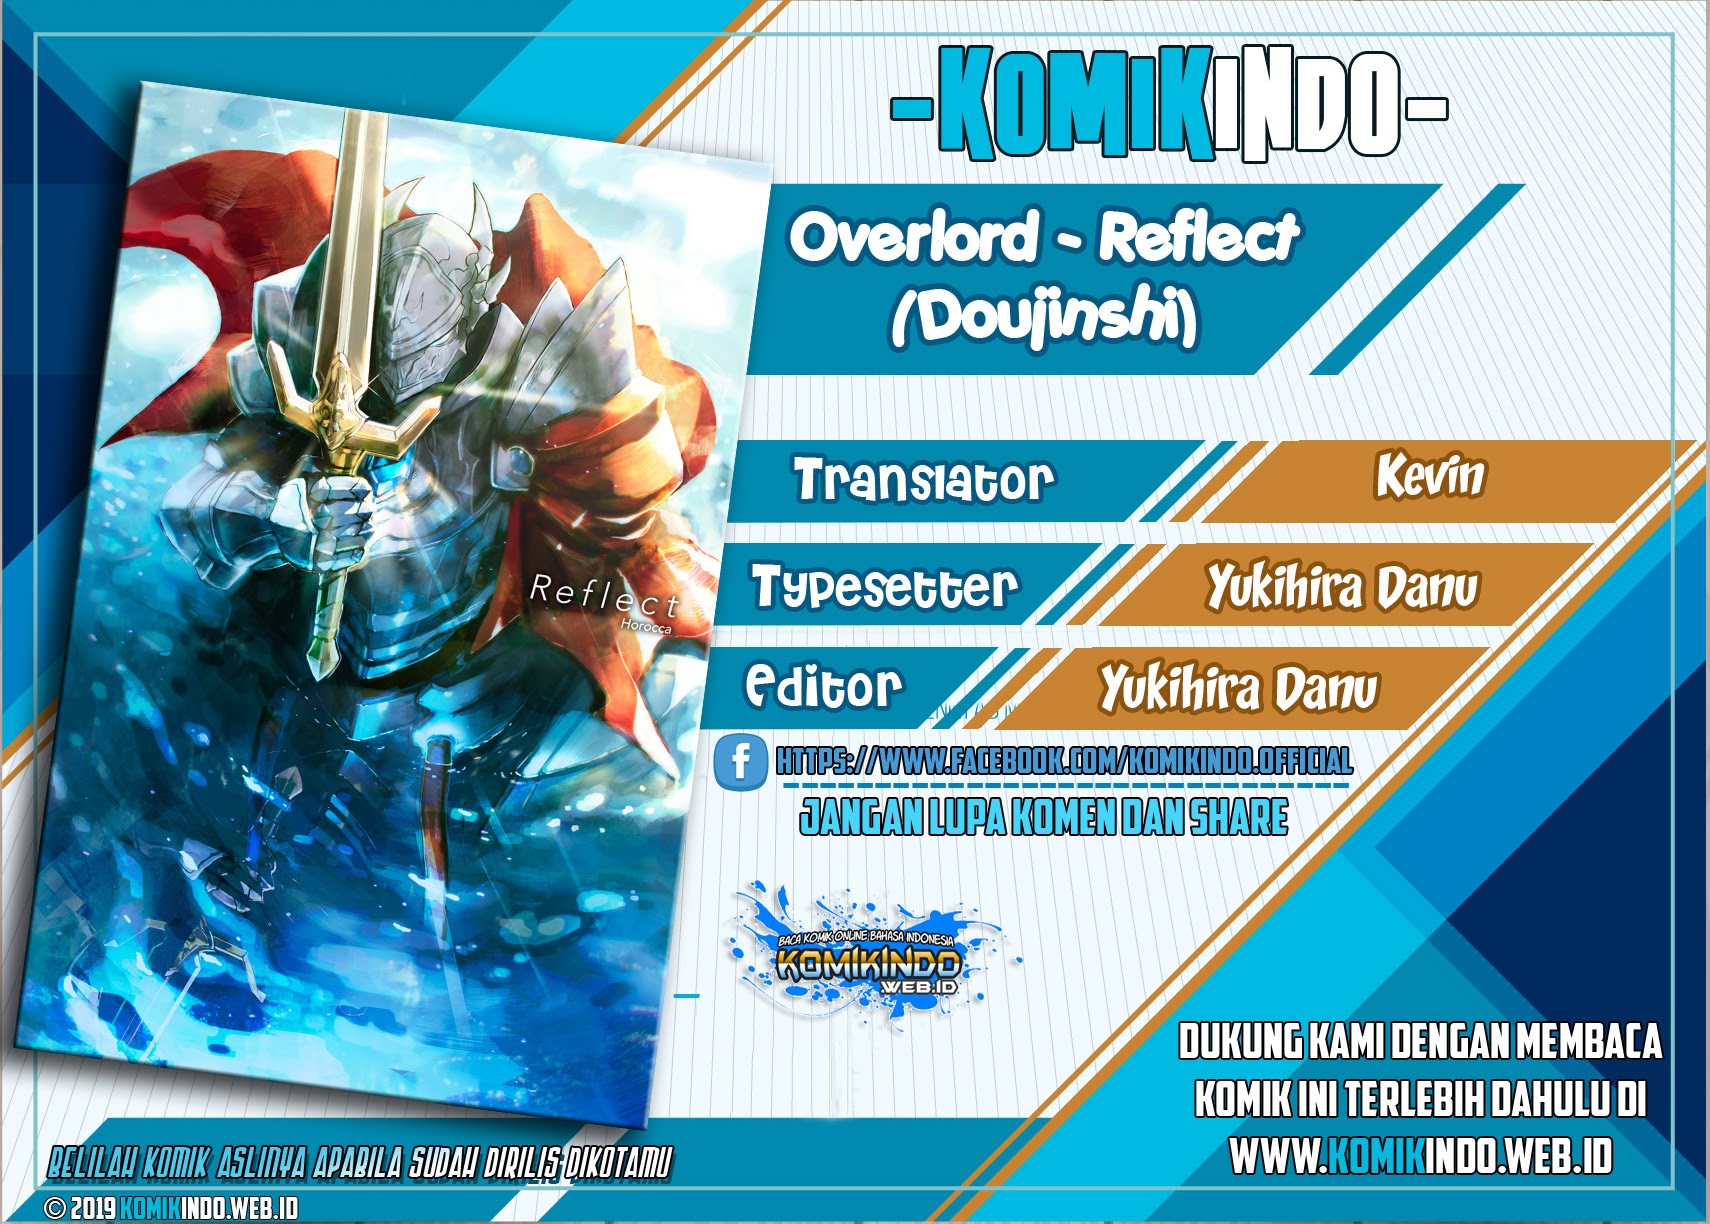 -KOMIKINDO-
Overlord - Reflect
(Doujinshi)
Translator
Kevin
Typesetter
Yukihira Danu
Editor
Yukihira Danu
Reflect
Horocca
HTTPS://WWW.FACEBOOK.COM/KOMIKINDO.OFFICIAL
JANGAN LUPA KOMEN DAN SHARE
BACA KOMIK ONLINE BAHASA INDONESIA
KOMIKINDO
.WEB.ID
DUKUNG KAMI DENGAN MEMBACA
KOMIK INI TERLEBIH DAHULU DI
WWW.KOMIKINDO.WEB.ID
BELILAH KOMIK ASLINYA APABILA SUDAH DIRILIS DIKOTAMU
© 2019 KOMIKINDO.WEB.ID